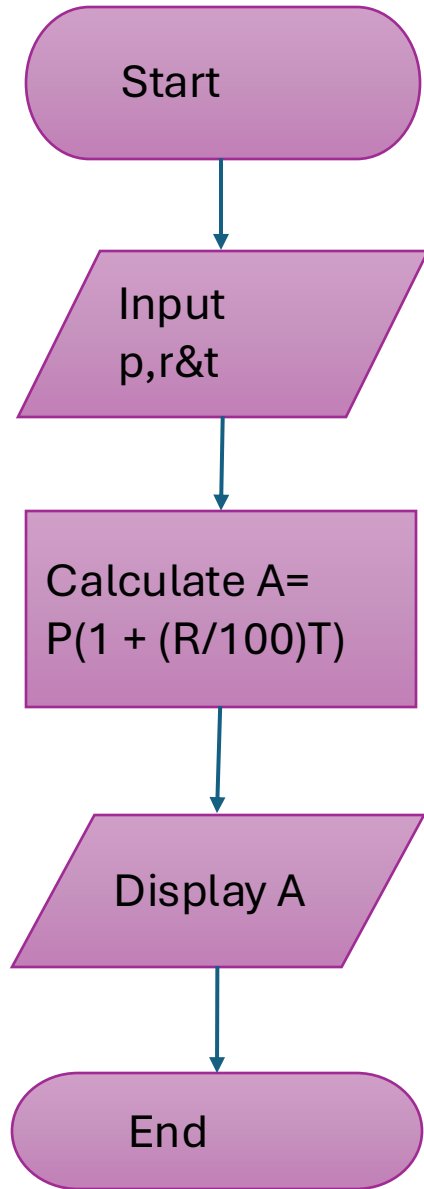 Start
Input
p,r&t
Calculate A=
P(1 + (R/100)T)
Display A
End